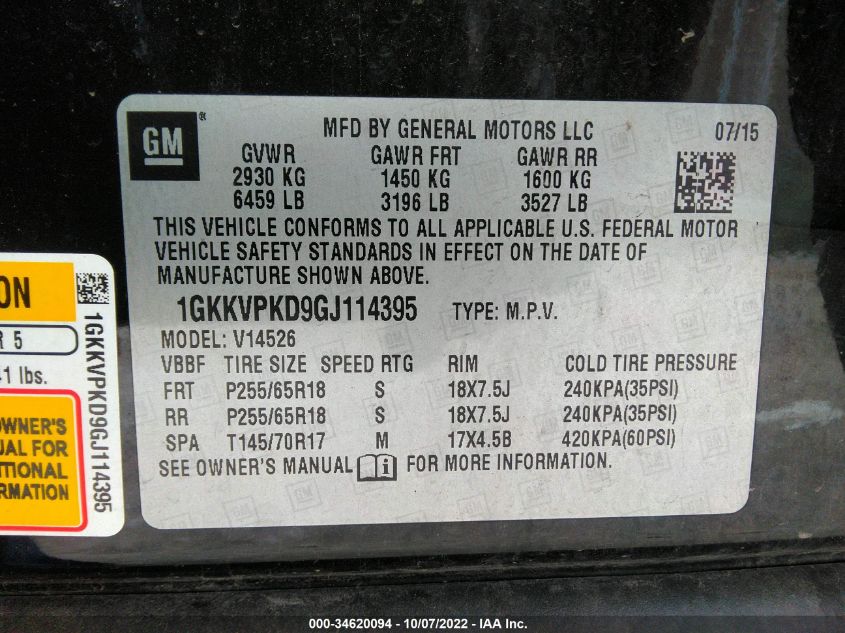 GM ®
MFD BY GENERAL MOTORS LLC 07/15
GVWR GAWR FRT GAWR RR
2930 KG 1450 KG 1600 KG
6459 LB 3196 LB 3527 LB
THIS VEHICLE CONFORMS TO ALL APPLICABLE U.S. FEDERAL MOTOR
VEHICLE SAFETY STANDARDS IN EFFECT ON THE DATE OF
MANUFACTURE SHOWN ABOVE.
1GKKVPKD9GJ114395 TYPE: M.P.V.
MODEL: V14526
VBBF TIRE SIZE SPEED RTG RIM COLD TIRE PRESSURE
FRT P255/65R18 S 18X7.5J 240KPA(35PSI)
RR P255/65R18 S 18X7.5J 240KPA(35PSI)
SPA T145/70R17 M 17X4.5B 420KPA(60PSI)
SEE OWNER'S MANUAL FOR MORE INFORMATION.
ON
R 5
1 lbs.
OWNER'S
UAL FOR
ITIONAL
RMATION
1GKKVPKD9GJ114395
000-34620094 - 10/07/2022 - IAA Inc.